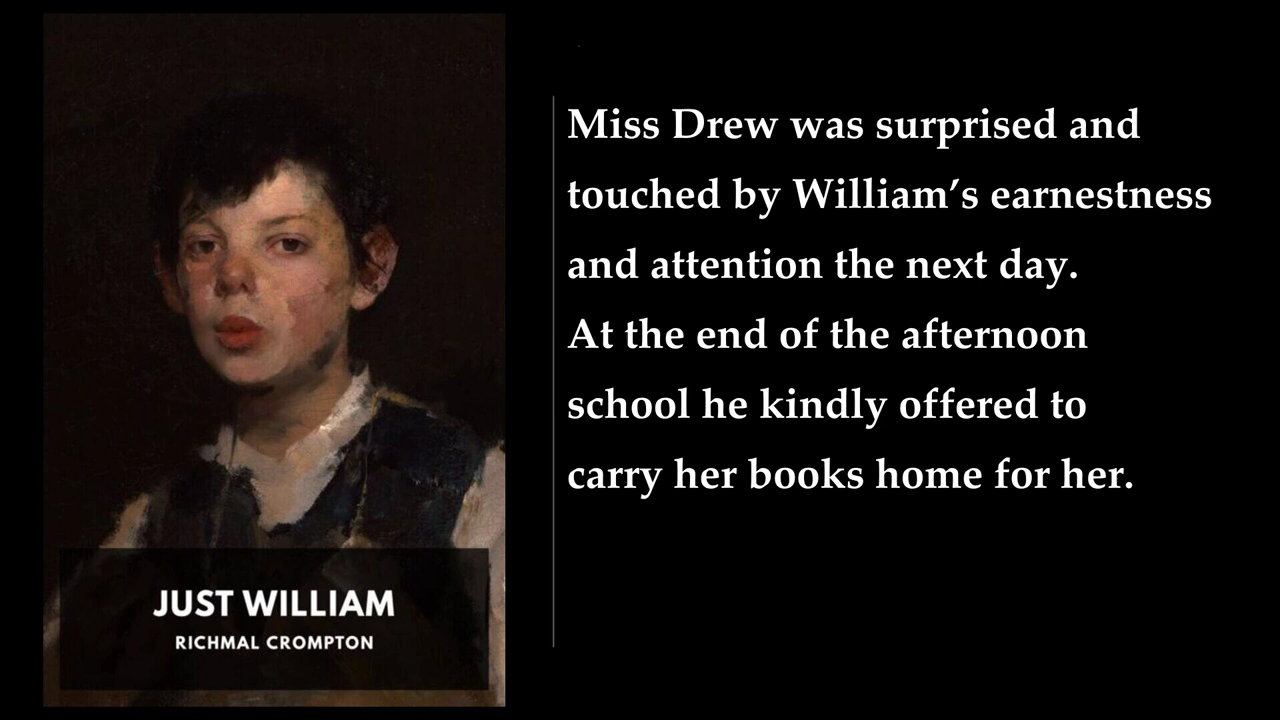 Miss Drew was surprised and
touched by William’s earnestness
and attention the next day.
At the end of the afternoon
school he kindly offered to
carry her books home for her.
JUST WILLIAM
RICHMAL CROMPTON